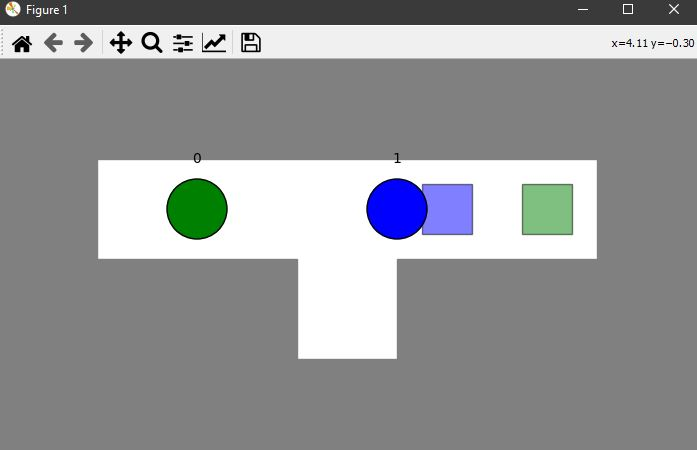 Figure 1
x=4.11 y=−0.30
0
1